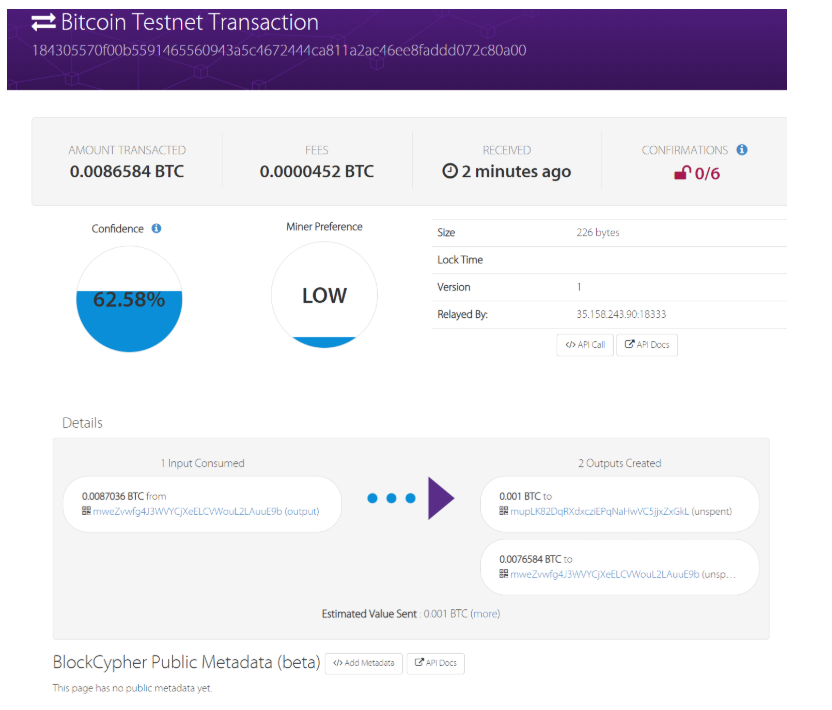 Bitcoin Testnet Transaction
184305570f00b5591465560943a5c4672444ca811a2ac46ee8faddd072c80a00
AMOUNT TRANSACTED
0.0086584 BTC
FEES
0.0000452 BTC
RECEIVED
2 minutes ago
CONFIRMATIONS
0/6
Confidence
62.58%
Miner Preference
LOW
Size 226 bytes
Lock Time
Version 1
Relayed By: 35.158.243.90:18333
</> API Call API Docs
Details
1 Input Consumed
0.0087036 BTC from
mweZvwfg4J3WVYCjXeELCVWouL2LAuuE9b (output)
2 Outputs Created
0.001 BTC to
mupLK82DqRXdxcziEPqNaHwVC5jjxZxGkL (unspent)
0.0076584 BTC to
mweZvwfg4J3WVYCjXeELCVWouL2LAuuE9b (unsp...
Estimated Value Sent : 0.001 BTC (more)
BlockCypher Public Metadata (beta) </> Add Metadata API Docs
This page has no public metadata yet.